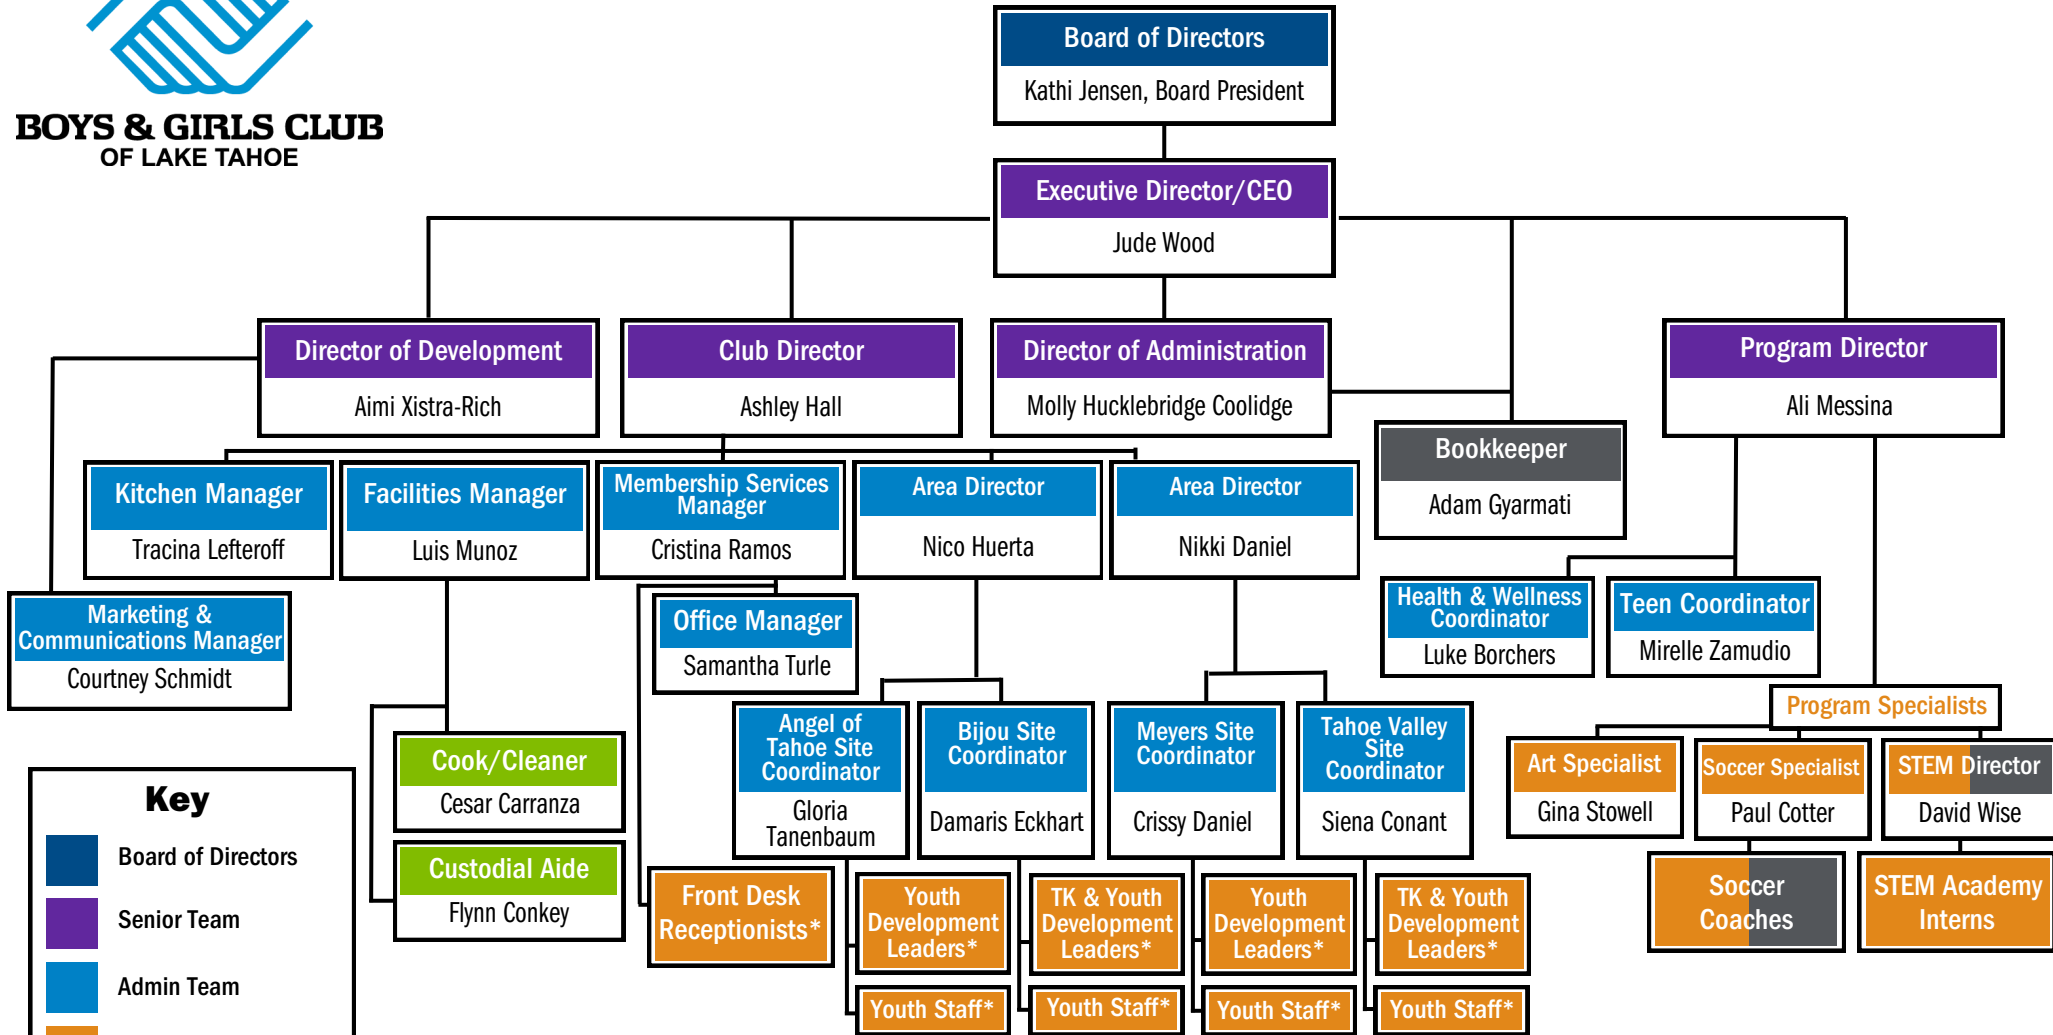 BOYS & GIRLS CLUB
OF LAKE TAHOE
Board of Directors
Kathi Jensen, Board President
Executive Director/CEO
Jude Wood
Director of Development
Aimi Xistra-Rich
Club Director
Ashley Hall
Director of Administration
Molly Hucklebridge Coolidge
Program Director
Ali Messina
Bookkeeper
Adam Gyarmati
Kitchen Manager
Tracina Lefteroff
Facilities Manager
Luis Munoz
Membership Services
Manager
Cristina Ramos
Area Director
Nico Huerta
Area Director
Nikki Daniel
Marketing &
Communications Manager
Courtney Schmidt
Office Manager
Samantha Turle
Health & Wellness
Coordinator
Luke Borchers
Teen Coordinator
Mirelle Zamudio
Program Specialists
Cook/Cleaner
Cesar Carranza
Custodial Aide
Flynn Conkey
Angel of
Tahoe Site
Coordinator
Gloria
Tanenbaum
Bijou Site
Coordinator
Damaris Eckhart
Meyers Site
Coordinator
Crissy Daniel
Tahoe Valley
Site
Coordinator
Siena Conant
Art Specialist
Gina Stowell
Soccer Specialist
Paul Cotter
STEM Director
David Wise
Front Desk
Receptionists*
Youth
Development
Leaders*
TK & Youth
Development
Leaders*
Youth
Development
Leaders*
TK & Youth
Development
Leaders*
Soccer
Coaches
STEM Academy
Interns
Youth Staff*
Youth Staff*
Youth Staff*
Youth Staff*
Key
Board of Directors
Senior Team
Admin Team